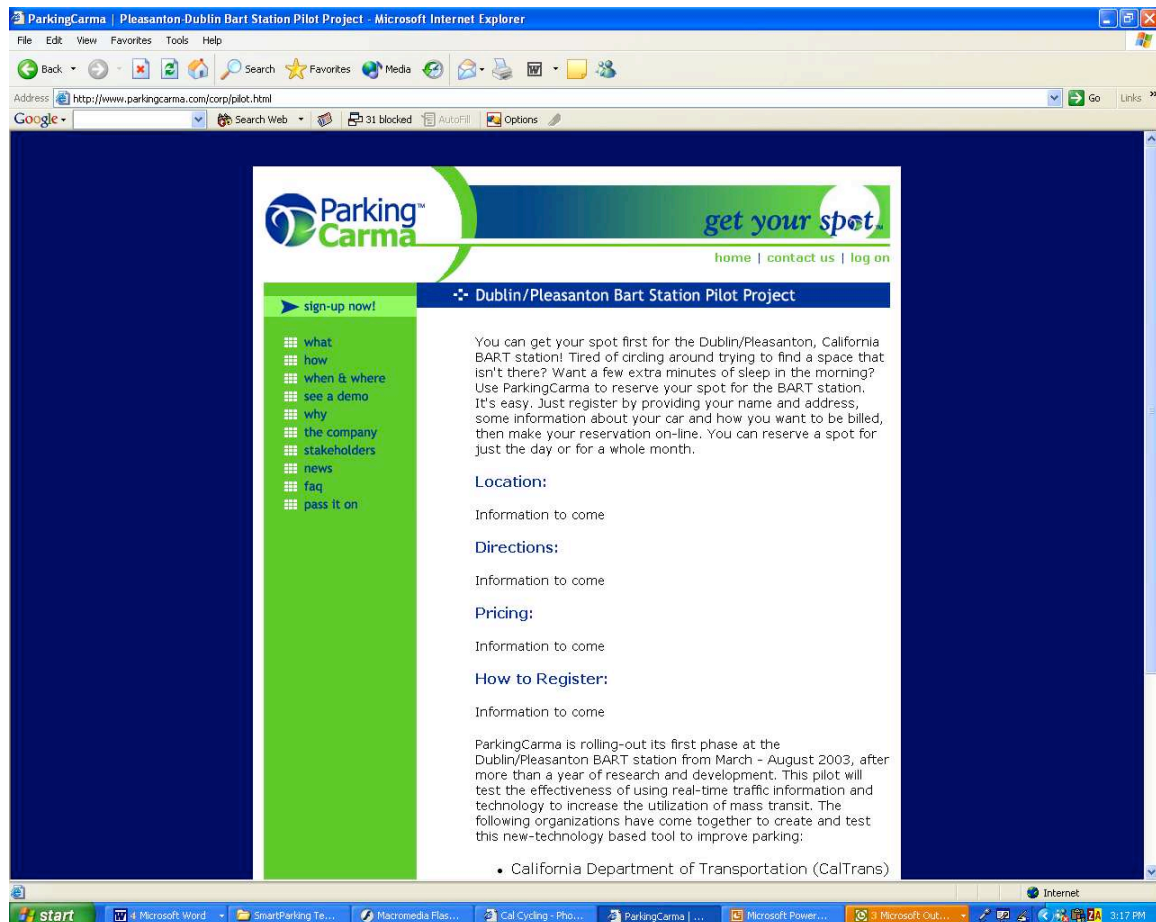 ParkingCarma | Pleasanton-Dublin Bart Station Pilot Project - Microsoft Internet Explorer
File Edit View Favorites Tools Help
Back Search Favorites Media
Address http://www.parkingcarma.com/corp/pilot.html Go Links »
Google Search Web 31 blocked AutoFill Options
Parking™
Carma
get your spot
home | contact us | log on
sign-up now!
Dublin/Pleasanton Bart Station Pilot Project
what
how
when & where
see a demo
why
the company
stakeholders
news
faq
pass it on
You can get your spot first for the Dublin/Pleasanton, California
BART station! Tired of circling around trying to find a space that
isn't there? Want a few extra minutes of sleep in the morning?
Use ParkingCarma to reserve your spot for the BART station.
It's easy. Just register by providing your name and address,
some information about your car and how you want to be billed,
then make your reservation on-line. You can reserve a spot for
just the day or for a whole month.
Location:
Information to come
Directions:
Information to come
Pricing:
Information to come
How to Register:
Information to come
ParkingCarma is rolling-out its first phase at the
Dublin/Pleasanton BART station from March - August 2003, after
more than a year of research and development. This pilot will
test the effectiveness of using real-time traffic information and
technology to increase the utilization of mass transit. The
following organizations have come together to create and test
this new-technology based tool to improve parking:
• California Department of Transportation (CalTrans)
Internet
start 4 Microsoft Word SmartParking Te... Macromedia Flas... Cal Cycling - Pho... ParkingCarma | ... Microsoft Power... 3 Microsoft Out... 3:17 PM